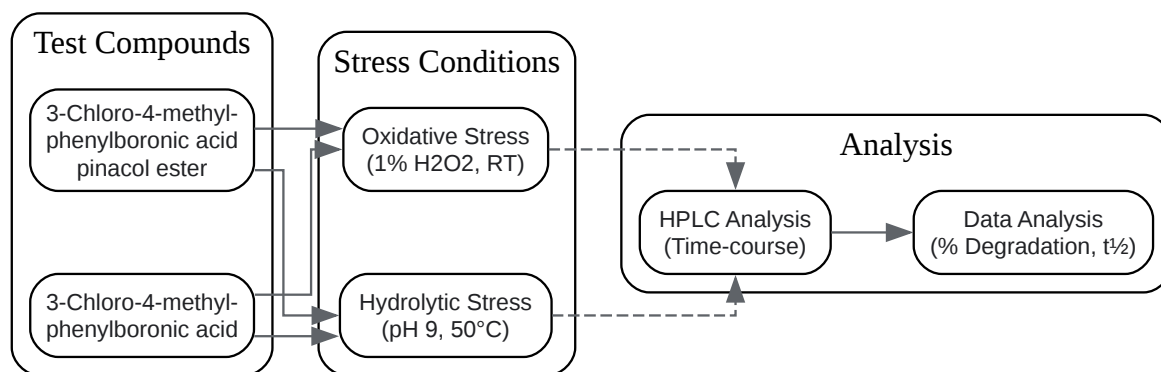 Test Compounds
3-Chloro-4-methyl-
phenylboronic acid
pinacol ester
3-Chloro-4-methyl-
phenylboronic acid
Stress Conditions
Oxidative Stress
(1% H2O2, RT)
Hydrolytic Stress
(pH 9, 50°C)
Analysis
HPLC Analysis
(Time-course)
Data Analysis
(% Degradation, t½)